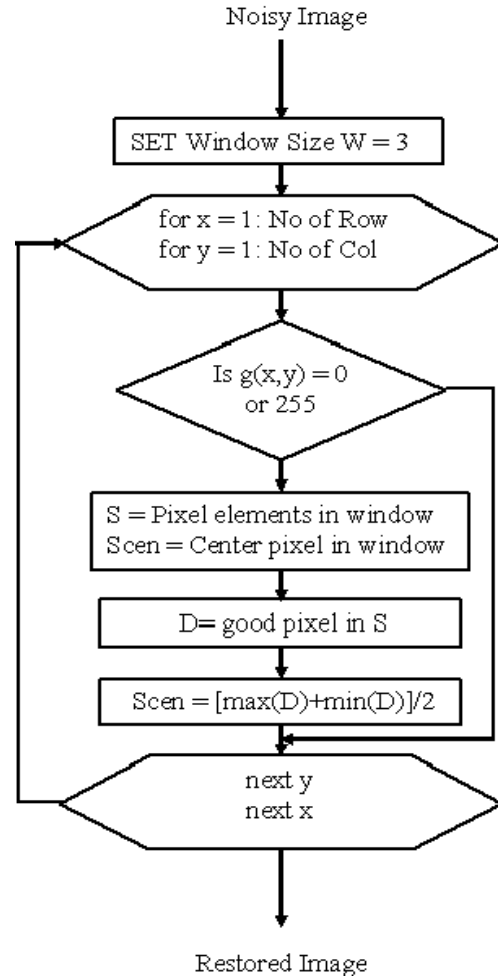 Noisy Image
SET Window Size W = 3
for x = 1: No of Row
for y = 1: No of Col
Is g(x,y) = 0
or 255
S = Pixel elements in window
Scen = Center pixel in window
D= good pixel in S
Scen = [max(D)+min(D)]/2
next y
next x
Restored Image